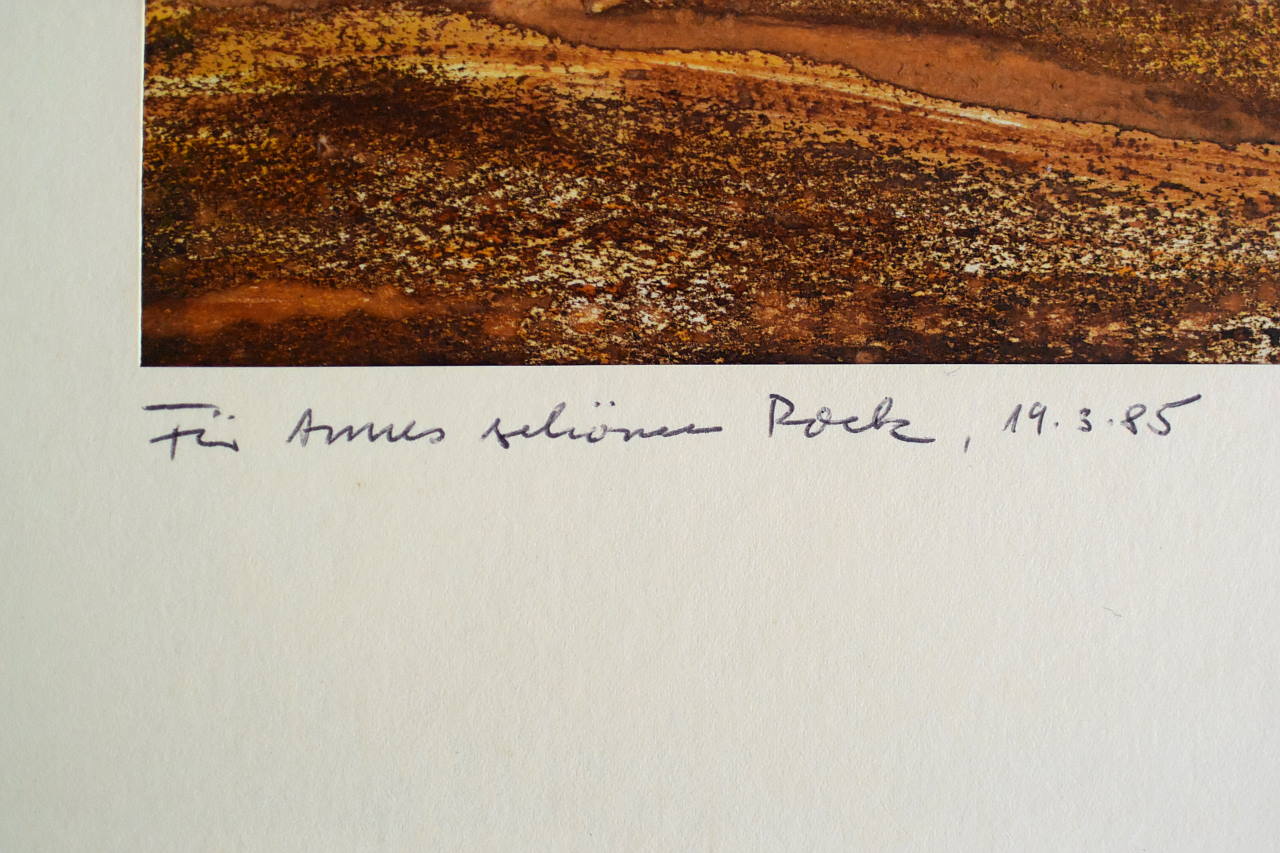 Für Annes schönen Rock, 19.3.85